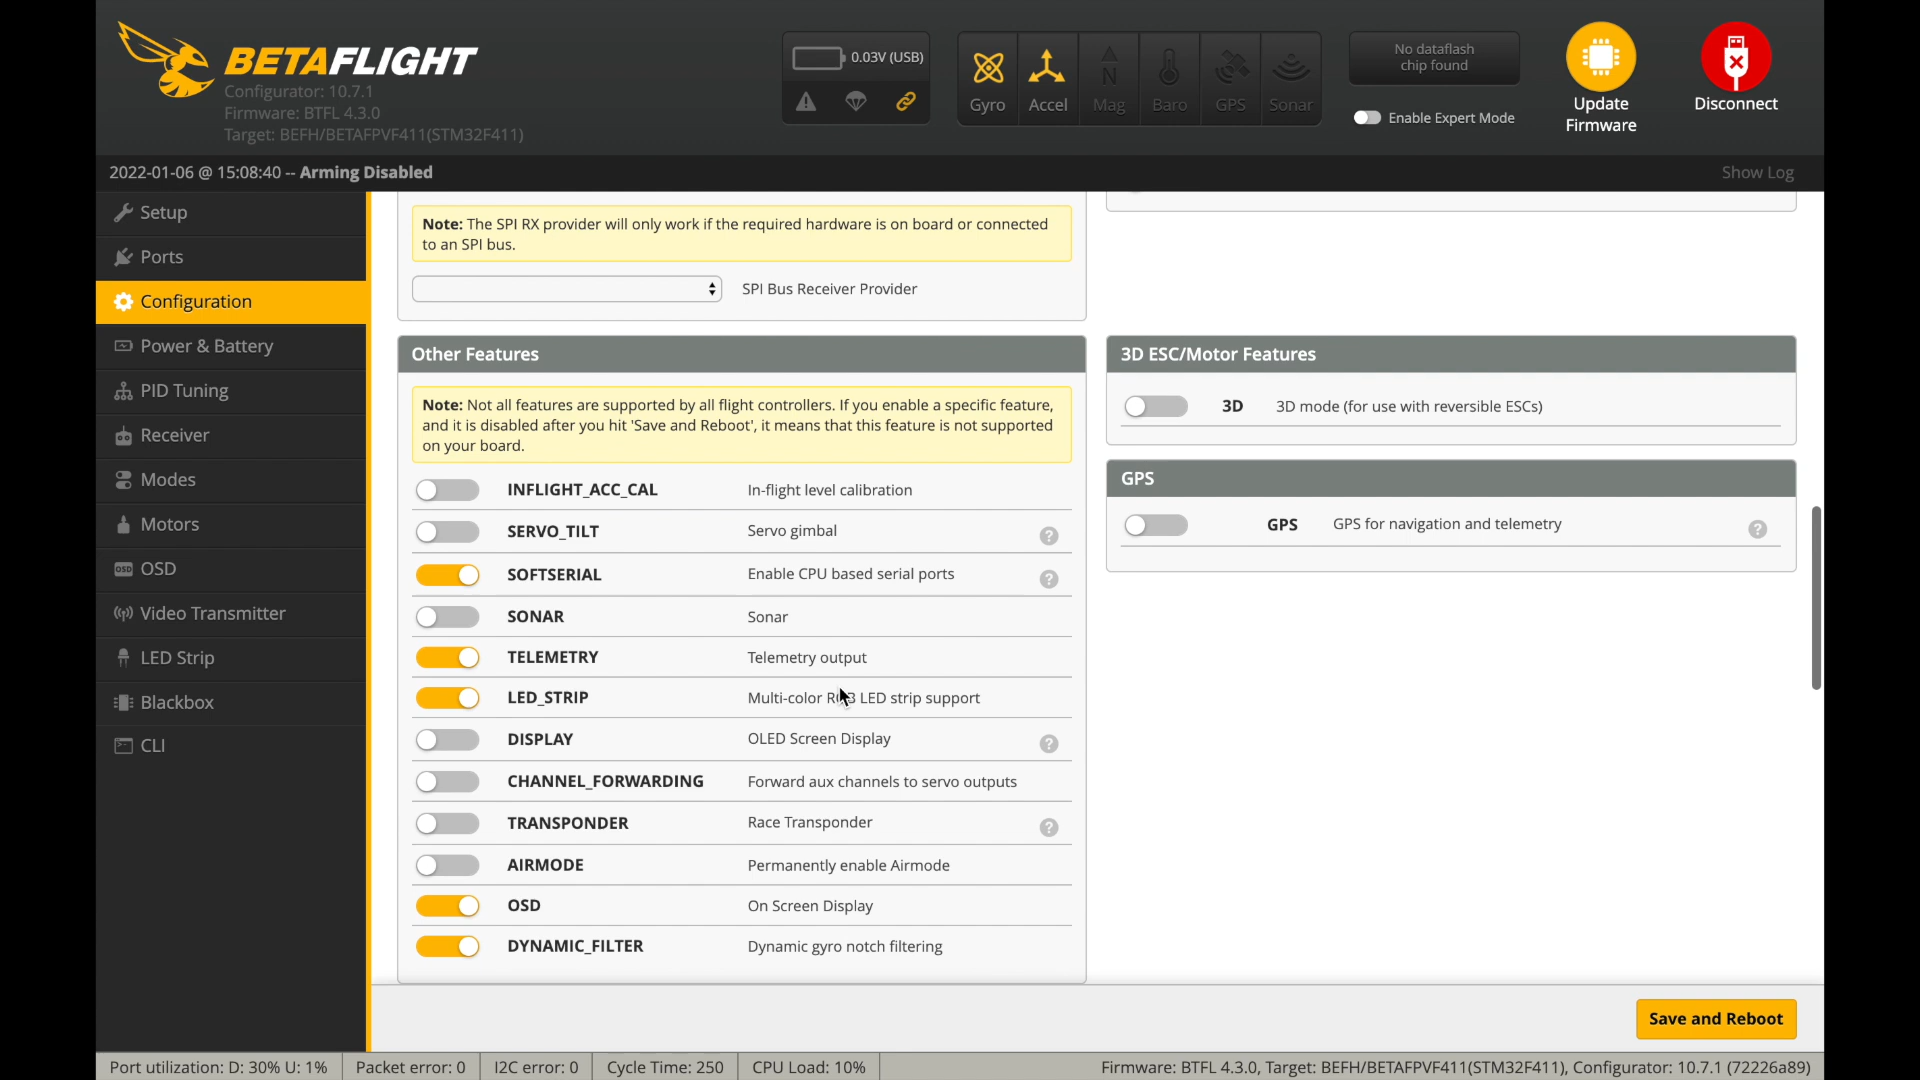 BETAFLIGHT
Configurator: 10.7.1
Firmware: BTFL 4.3.0
Target: BEFH/BETAFPVF411(STM32F411)
0.03V (USB)
Gyro
Accel
Mag
Baro
GPS
Sonar
No dataflash
chip found
Enable Expert Mode
Update
Firmware
Disconnect
2022-01-06 @ 15:08:40 -- Arming Disabled
Show Log
Setup
Ports
Configuration
Power & Battery
PID Tuning
Receiver
Modes
Motors
OSD
Video Transmitter
LED Strip
Blackbox
CLI
Note: The SPI RX provider will only work if the required hardware is on board or connected
to an SPI bus.
SPI Bus Receiver Provider
Other Features
Note: Not all features are supported by all flight controllers. If you enable a specific feature,
and it is disabled after you hit 'Save and Reboot', it means that this feature is not supported
on your board.
INFLIGHT_ACC_CAL In-flight level calibration
SERVO_TILT Servo gimbal
SOFTSERIAL Enable CPU based serial ports
SONAR Sonar
TELEMETRY Telemetry output
LED_STRIP Multi-color RGB LED strip support
DISPLAY OLED Screen Display
CHANNEL_FORWARDING Forward aux channels to servo outputs
TRANSPONDER Race Transponder
AIRMODE Permanently enable Airmode
OSD On Screen Display
DYNAMIC_FILTER Dynamic gyro notch filtering
3D ESC/Motor Features
3D 3D mode (for use with reversible ESCs)
GPS
GPS GPS for navigation and telemetry
Save and Reboot
Port utilization: D: 30% U: 1%
Packet error: 0
I2C error: 0
Cycle Time: 250
CPU Load: 10%
Firmware: BTFL 4.3.0, Target: BEFH/BETAFPVF411(STM32F411), Configurator: 10.7.1 (72226a89)